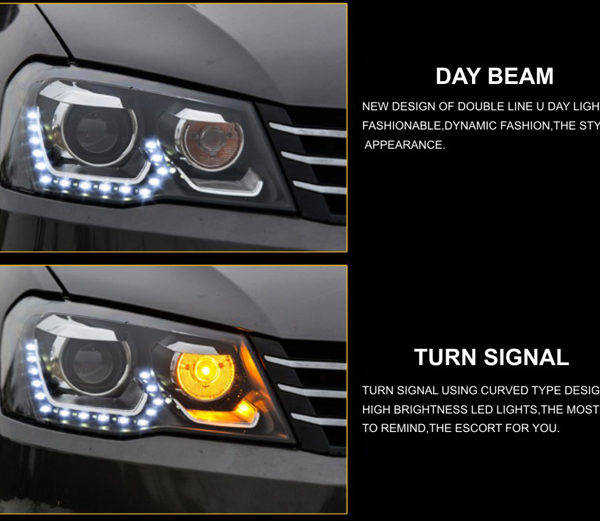 DAY BEAM
NEW DESIGN OF DOUBLE LINE U DAY LIGH
FASHIONABLE,DYNAMIC FASHION,THE STY
APPEARANCE.
TURN SIGNAL
TURN SIGNAL USING CURVED TYPE DESIG
HIGH BRIGHTNESS LED LIGHTS,THE MOST
TO REMIND,THE ESCORT FOR YOU.